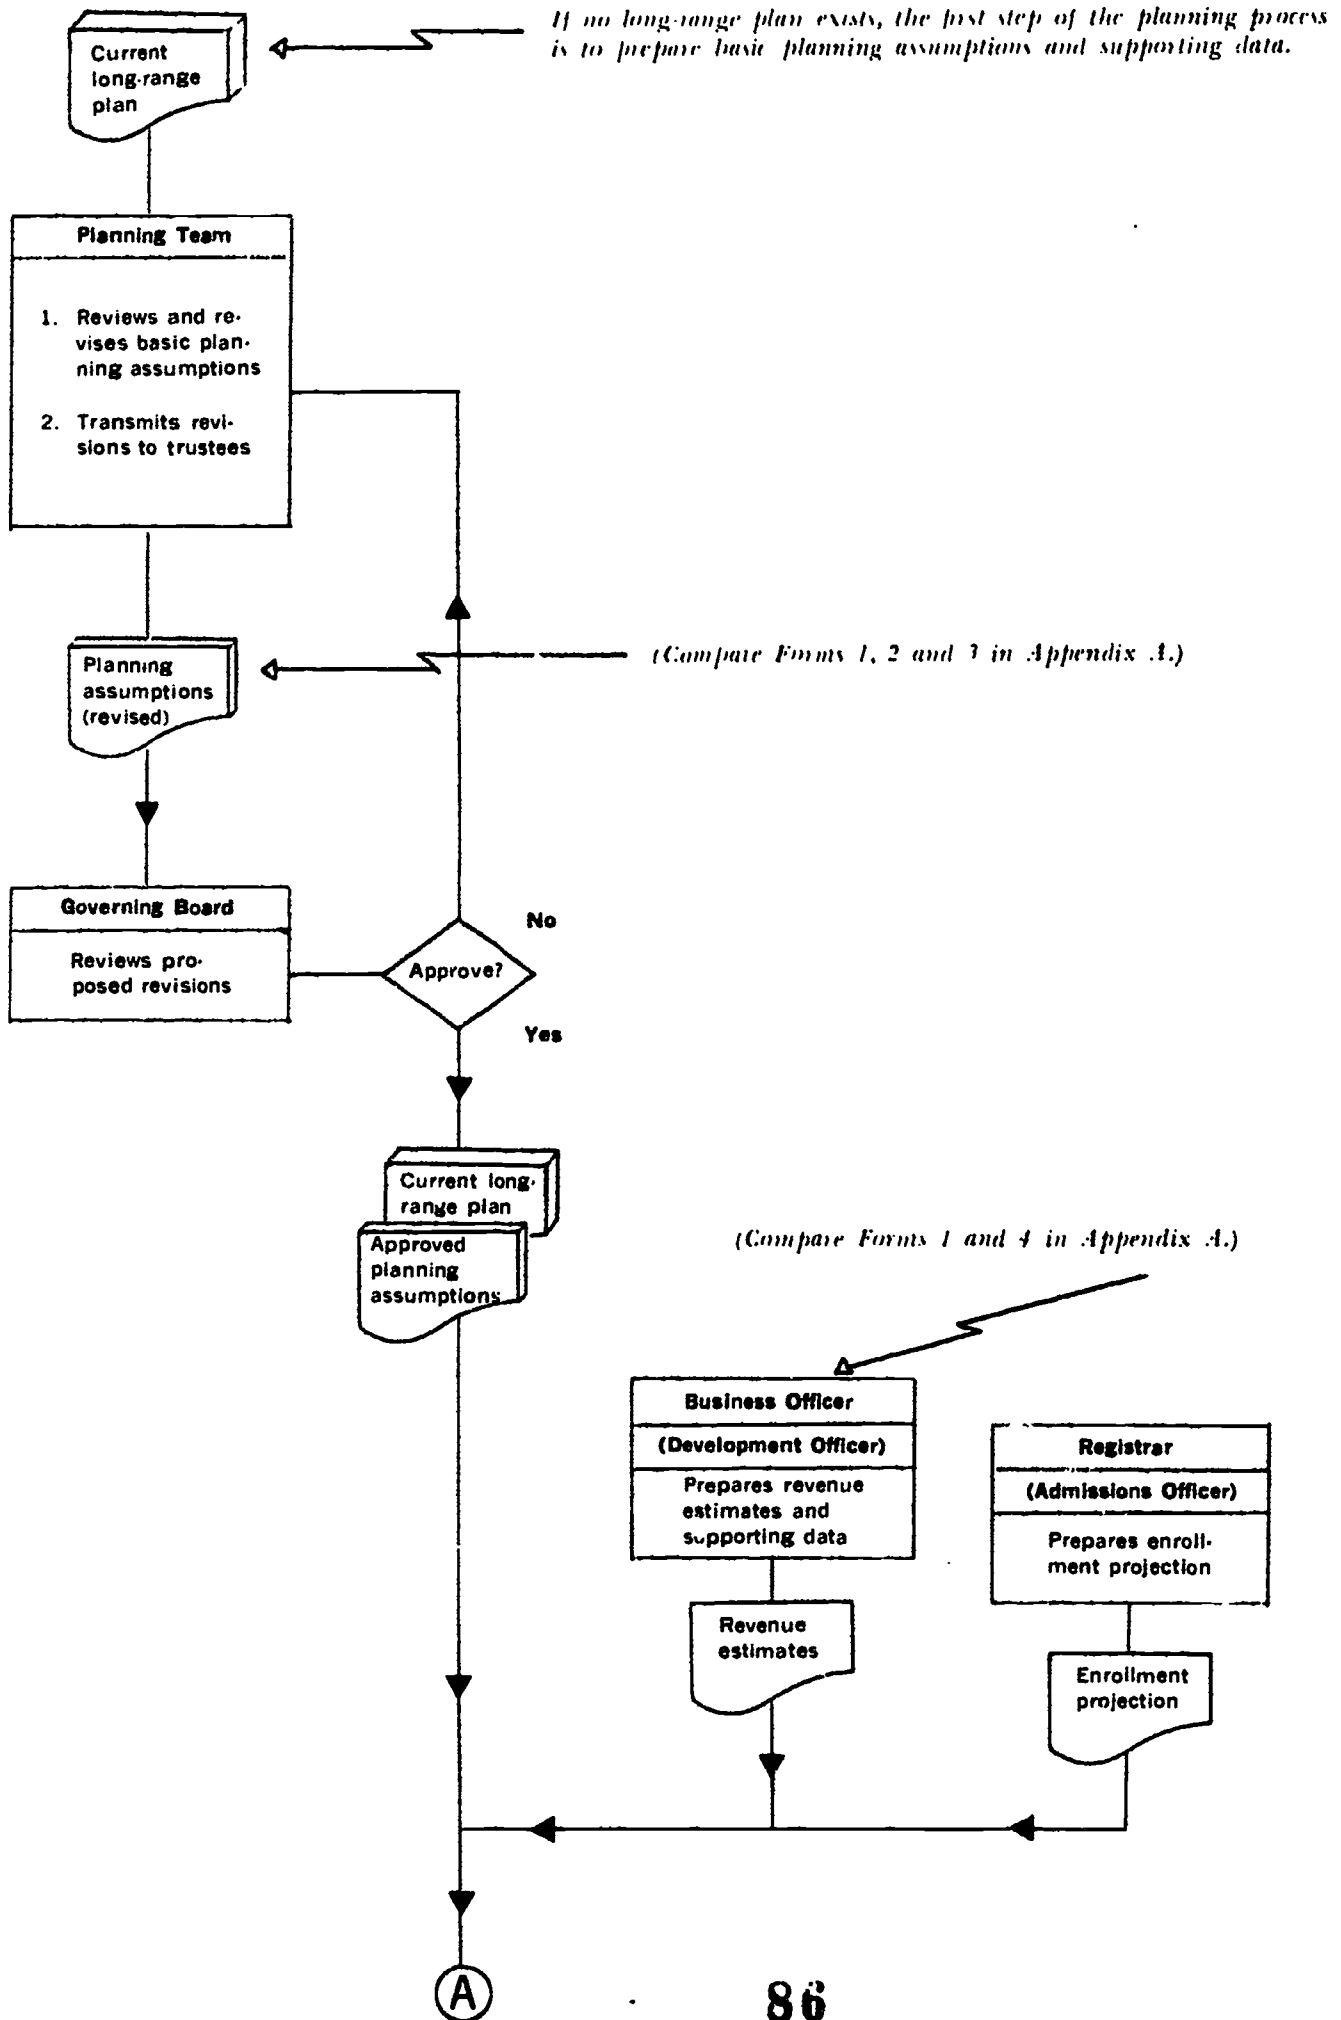 If no long-range plan exists, the first step of the planning process
is to prepare basic planning assumptions and supporting data.
Current
long-range
plan
Planning Team
1. Reviews and re-
vises basic plan-
ning assumptions
2. Transmits revi-
sions to trustees
Planning
assumptions
(revised)
(Compare Forms 1, 2 and 3 in Appendix A.)
Governing Board
Reviews pro-
posed revisions
No
Approve?
Yes
Current long-
range plan
Approved
planning
assumptions
(Compare Forms 1 and 4 in Appendix A.)
Business Officer
(Development Officer)
Prepares revenue
estimates and
supporting data
Registrar
(Admissions Officer)
Prepares enroll-
ment projection
Revenue
estimates
Enrollment
projection
A
86